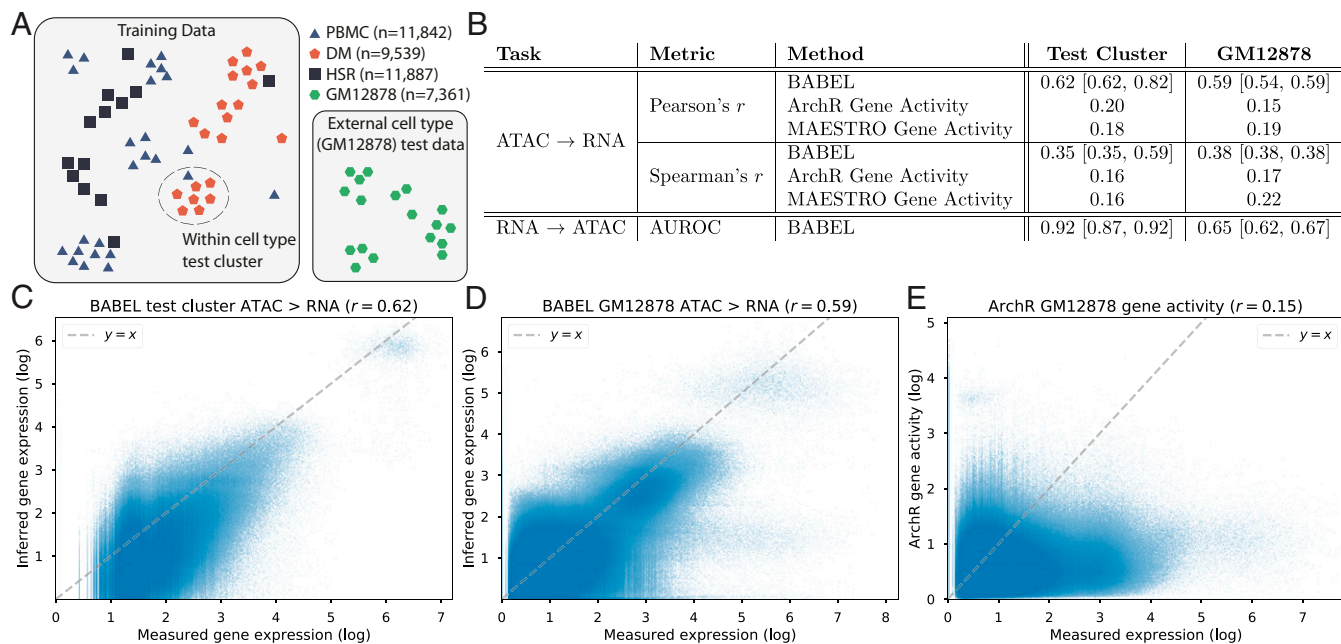 A
Training Data
PBMC (n=11,842)
DM (n=9,539)
HSR (n=11,887)
GM12878 (n=7,361)
External cell type
(GM12878) test data
Within cell type
test cluster
B
Task Metric Method Test Cluster GM12878
ATAC → RNA Pearson's r BABEL 0.62 [0.62, 0.82] 0.59 [0.54, 0.59]
ArchR Gene Activity 0.20 0.15
MAESTRO Gene Activity 0.18 0.19
Spearman's r BABEL 0.35 [0.35, 0.59] 0.38 [0.38, 0.38]
ArchR Gene Activity 0.16 0.17
MAESTRO Gene Activity 0.16 0.22
RNA → ATAC AUROC BABEL 0.92 [0.87, 0.92] 0.65 [0.62, 0.67]
C
BABEL test cluster ATAC > RNA (r = 0.62)
y = x
Inferred gene expression (log)
6
5
4
3
2
1
0 1 2 3 4 5 6 7
Measured gene expression (log)
D
BABEL GM12878 ATAC > RNA (r = 0.59)
y = x
Inferred gene expression (log)
6
5
4
3
2
1
0 1 2 3 4 5 6 7 8
Measured expression (log)
E
ArchR GM12878 gene activity (r = 0.15)
y = x
ArchR gene activity (log)
5
4
3
2
1
0
0 1 2 3 4 5 6 7 8
Measured expression (log)